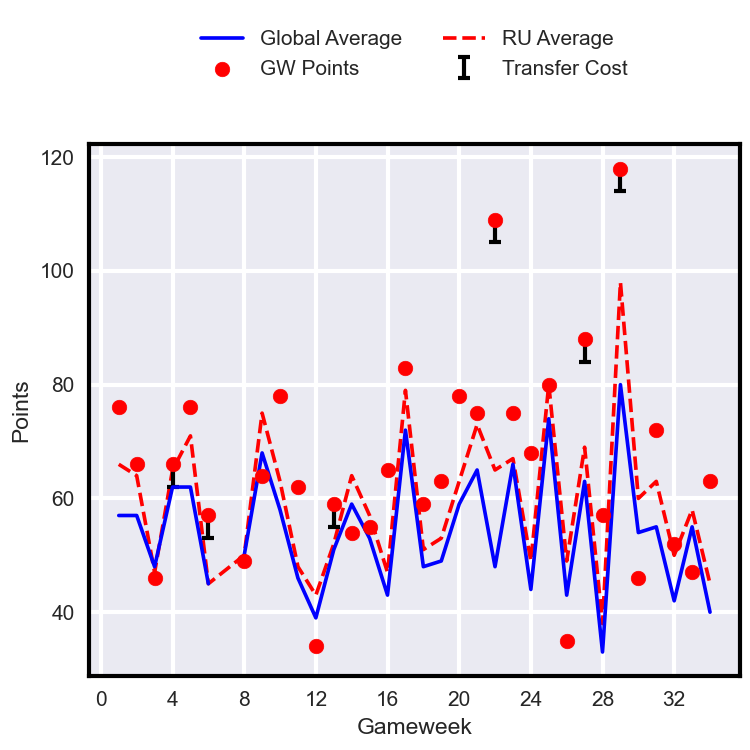 Global Average
RU Average
GW Points
Transfer Cost
120
100
80
60
40
Points
0 4 8 12 16 20 24 28 32
Gameweek